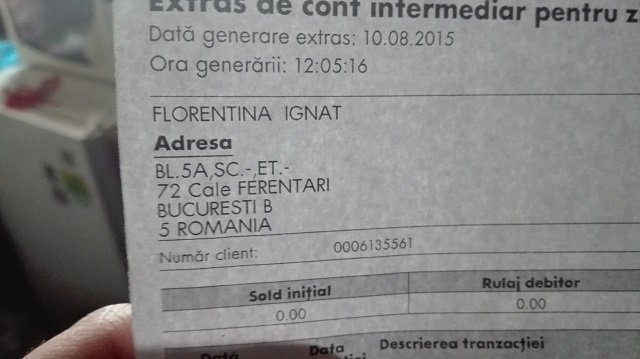 Extras de cont intermediar pentru z
Dată generare extras: 10.08.2015
Ora generării: 12:05:16
FLORENTINA IGNAT
Adresa
BL.5A,SC.-,ET.-
72 Cale FERENTARI
BUCURESTI B
5 ROMANIA
Număr client: 0006135561
Sold inițial Rulaj debitor
0.00 0.00
Dată Data Descrierea tranzacției